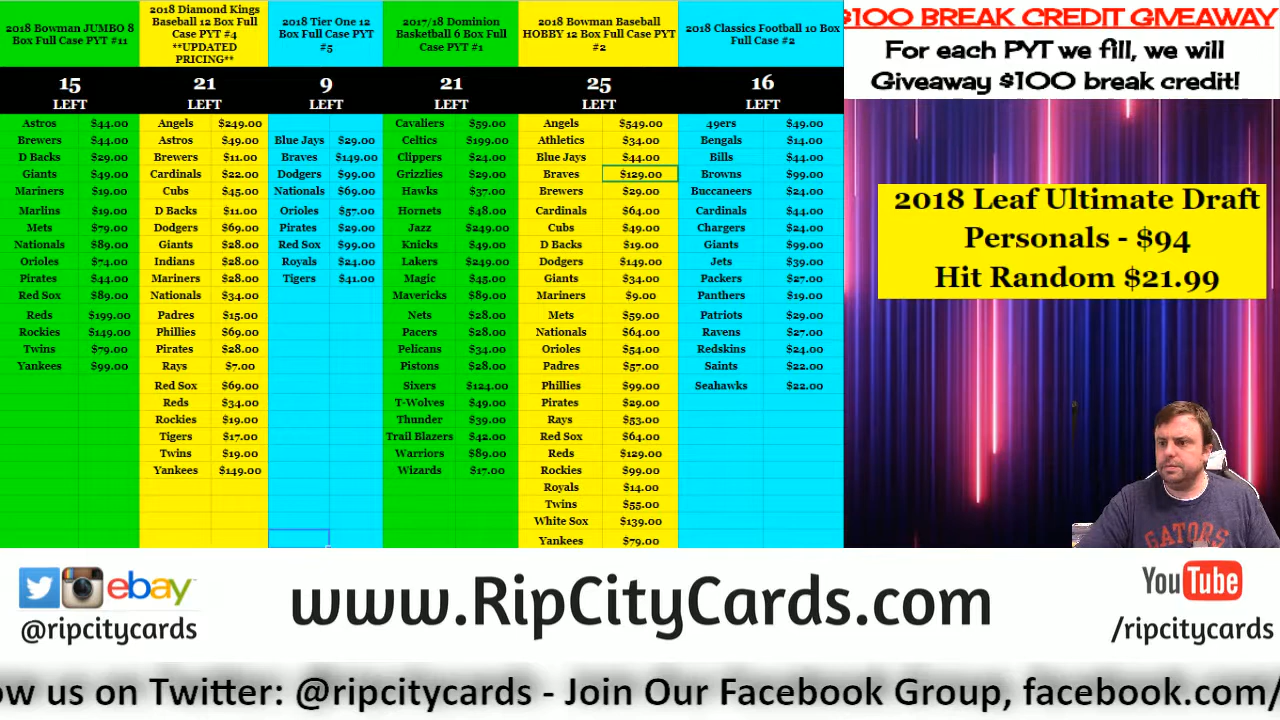 2018 Bowman JUMBO 8
Box Full Case PYT #11
15
LEFT
Astros $44.00
Brewers $44.00
D Backs $29.00
Giants $49.00
Mariners $19.00
Marlins $19.00
Mets $79.00
Nationals $89.00
Orioles $74.00
Pirates $44.00
Red Sox $89.00
Reds $199.00
Rockies $149.00
Twins $79.00
Yankees $99.00
2018 Diamond Kings
Baseball 12 Box Full
Case PYT #4
**UPDATED
PRICING**
21
LEFT
Angels $249.00
Astros $49.00
Brewers $11.00
Cardinals $22.00
Cubs $45.00
D Backs $11.00
Dodgers $69.00
Giants $28.00
Indians $28.00
Mariners $28.00
Nationals $34.00
Padres $15.00
Phillies $69.00
Pirates $28.00
Rays $7.00
Red Sox $69.00
Reds $34.00
Rockies $19.00
Tigers $17.00
Twins $19.00
Yankees $149.00
2018 Tier One 12
Box Full Case PYT
#5
9
LEFT
Blue Jays $29.00
Braves $149.00
Dodgers $99.00
Nationals $69.00
Orioles $57.00
Pirates $29.00
Red Sox $99.00
Royals $24.00
Tigers $41.00
2017/18 Dominion
Basketball 6 Box Full
Case PYT #1
21
LEFT
Cavaliers $59.00
Celtics $199.00
Clippers $24.00
Grizzlies $29.00
Hawks $37.00
Hornets $48.00
Jazz $249.00
Knicks $49.00
Lakers $249.00
Magic $45.00
Mavericks $89.00
Nets $28.00
Pacers $28.00
Pelicans $34.00
Pistons $28.00
Sixers $124.00
T-Wolves $49.00
Thunder $39.00
Trail Blazers $42.00
Warriors $89.00
Wizards $17.00
2018 Bowman Baseball
HOBBY 12 Box Full Case PYT
#2
25
LEFT
Angels $549.00
Athletics $34.00
Blue Jays $44.00
Braves $129.00
Brewers $29.00
Cardinals $64.00
Cubs $49.00
D Backs $19.00
Dodgers $149.00
Giants $34.00
Mariners $9.00
Mets $59.00
Nationals $64.00
Orioles $54.00
Padres $57.00
Phillies $99.00
Pirates $29.00
Rays $53.00
Red Sox $64.00
Reds $129.00
Rockies $99.00
Royals $14.00
Twins $55.00
White Sox $139.00
Yankees $79.00
2018 Classics Football 10 Box
Full Case #2
16
LEFT
49ers $49.00
Bengals $14.00
Bills $44.00
Browns $99.00
Buccaneers $24.00
Cardinals $44.00
Chargers $24.00
Giants $99.00
Jets $39.00
Packers $27.00
Panthers $19.00
Patriots $29.00
Ravens $27.00
Redskins $24.00
Saints $22.00
Seahawks $22.00
$100 BREAK CREDIT GIVEAWAY
For each PYT we fill, we will
Giveaway $100 break credit!
2018 Leaf Ultimate Draft
Personals - $94
Hit Random $21.99
GATORS
ebay
@ripcitycards
www.RipCityCards.com
YouTube
/ripcitycards
ow us on Twitter: @ripcitycards - Join Our Facebook Group, facebook.com/